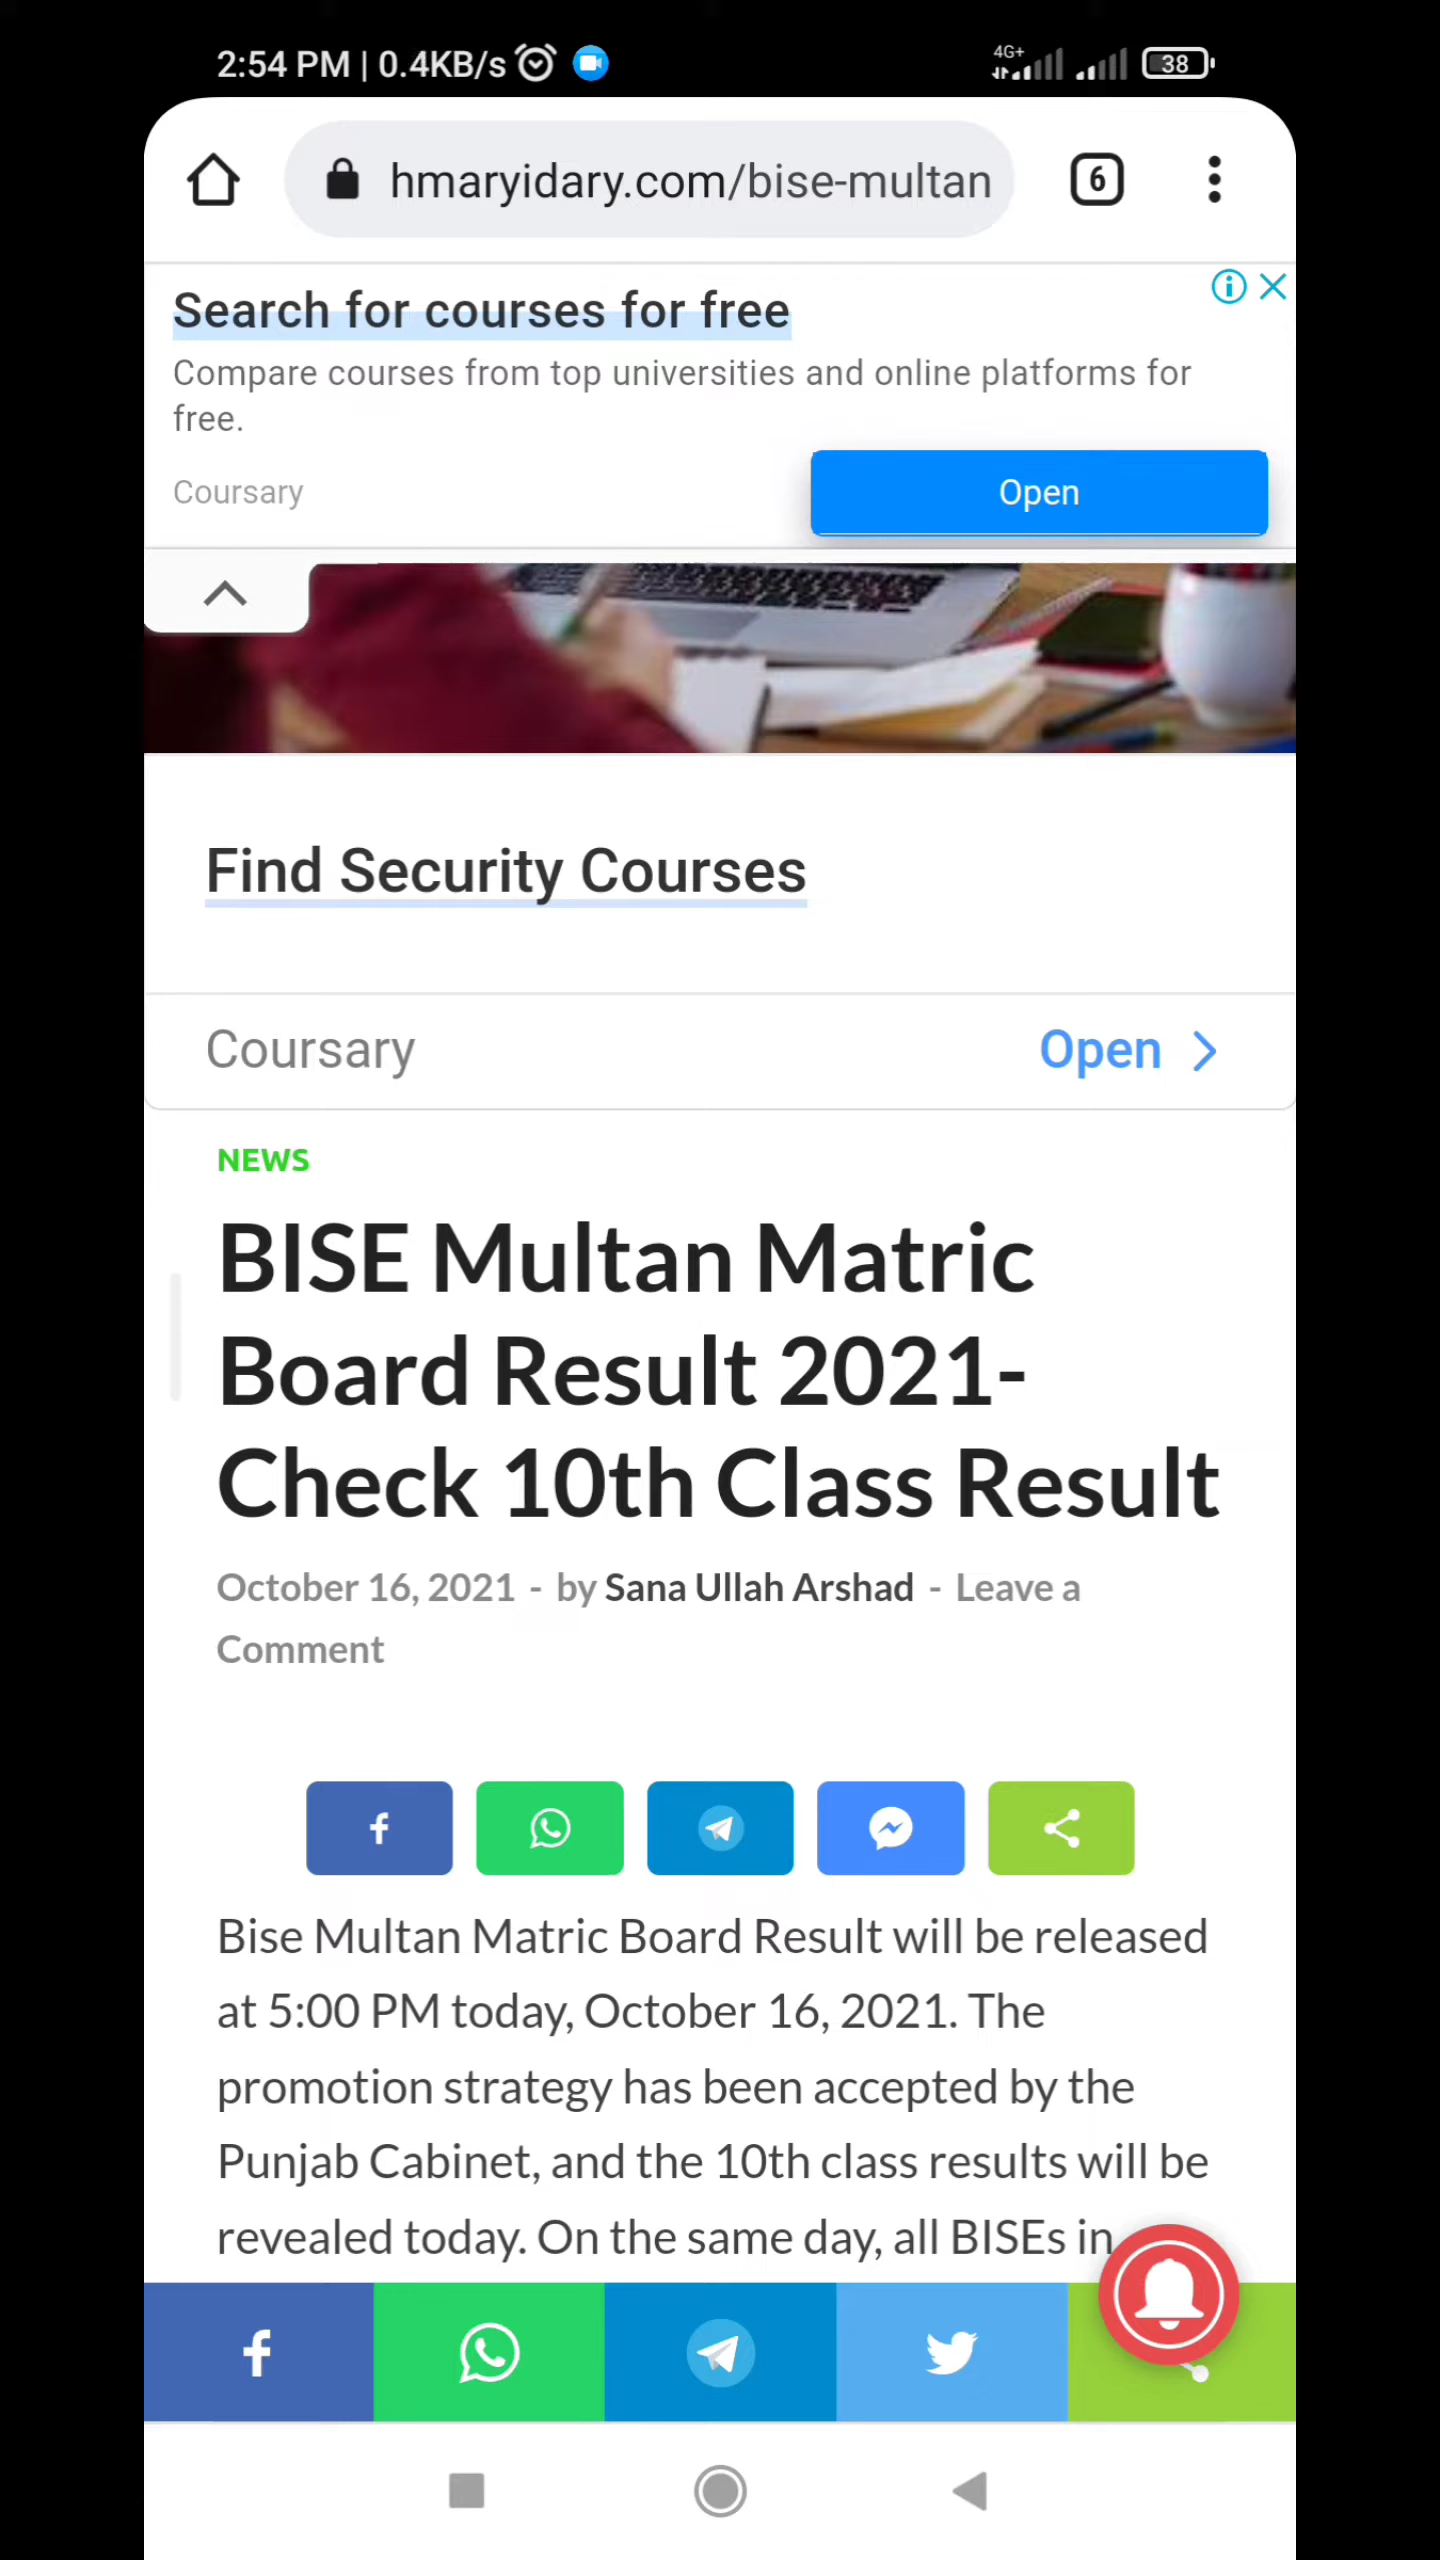 2:54 PM | 0.4KB/s
4G+
38
hmaryidary.com/bise-multan
6
Search for courses for free
Compare courses from top universities and online platforms for
free.
Coursary
Open
Find Security Courses
Coursary
Open
NEWS
BISE Multan Matric
Board Result 2021-
Check 10th Class Result
October 16, 2021 - by Sana Ullah Arshad - Leave a
Comment
Bise Multan Matric Board Result will be released
at 5:00 PM today, October 16, 2021. The
promotion strategy has been accepted by the
Punjab Cabinet, and the 10th class results will be
revealed today. On the same day, all BISEs in